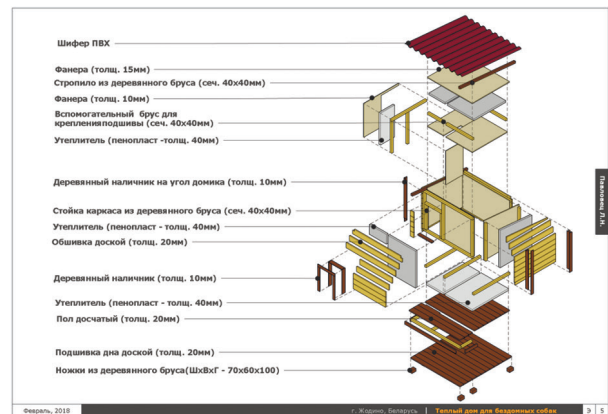 Шифер ПВХ
Фанера (толщ. 15мм)
Стропило из деревянного бруса (сеч. 40х40мм)
Фанера (толщ. 10мм)
Вспомогательный брус для
крепленияподшивы (сеч. 40х40мм)
Утеплитель (пенопласт -толщ. 40мм)
Деревянный наличник на угол домика (толщ. 10мм)
Стойка каркаса из деревянного бруса (сеч. 40х40мм)
Утеплитель (пенопласт - толщ. 40мм)
Обшивка доской (толщ. 20мм)
Деревянный наличник (толщ. 10мм)
Утеплитель (пенопласт - толщ. 40мм)
Пол досчатый (толщ. 20мм)
Подшивка дна доской (толщ. 20мм)
Ножки из деревянного бруса(ШхВхГ - 70х60х100)
Павловец Л.Н.
Февраль, 2018
г. Жодино, Беларусь | Теплый дом для бездомных собак
Э 5